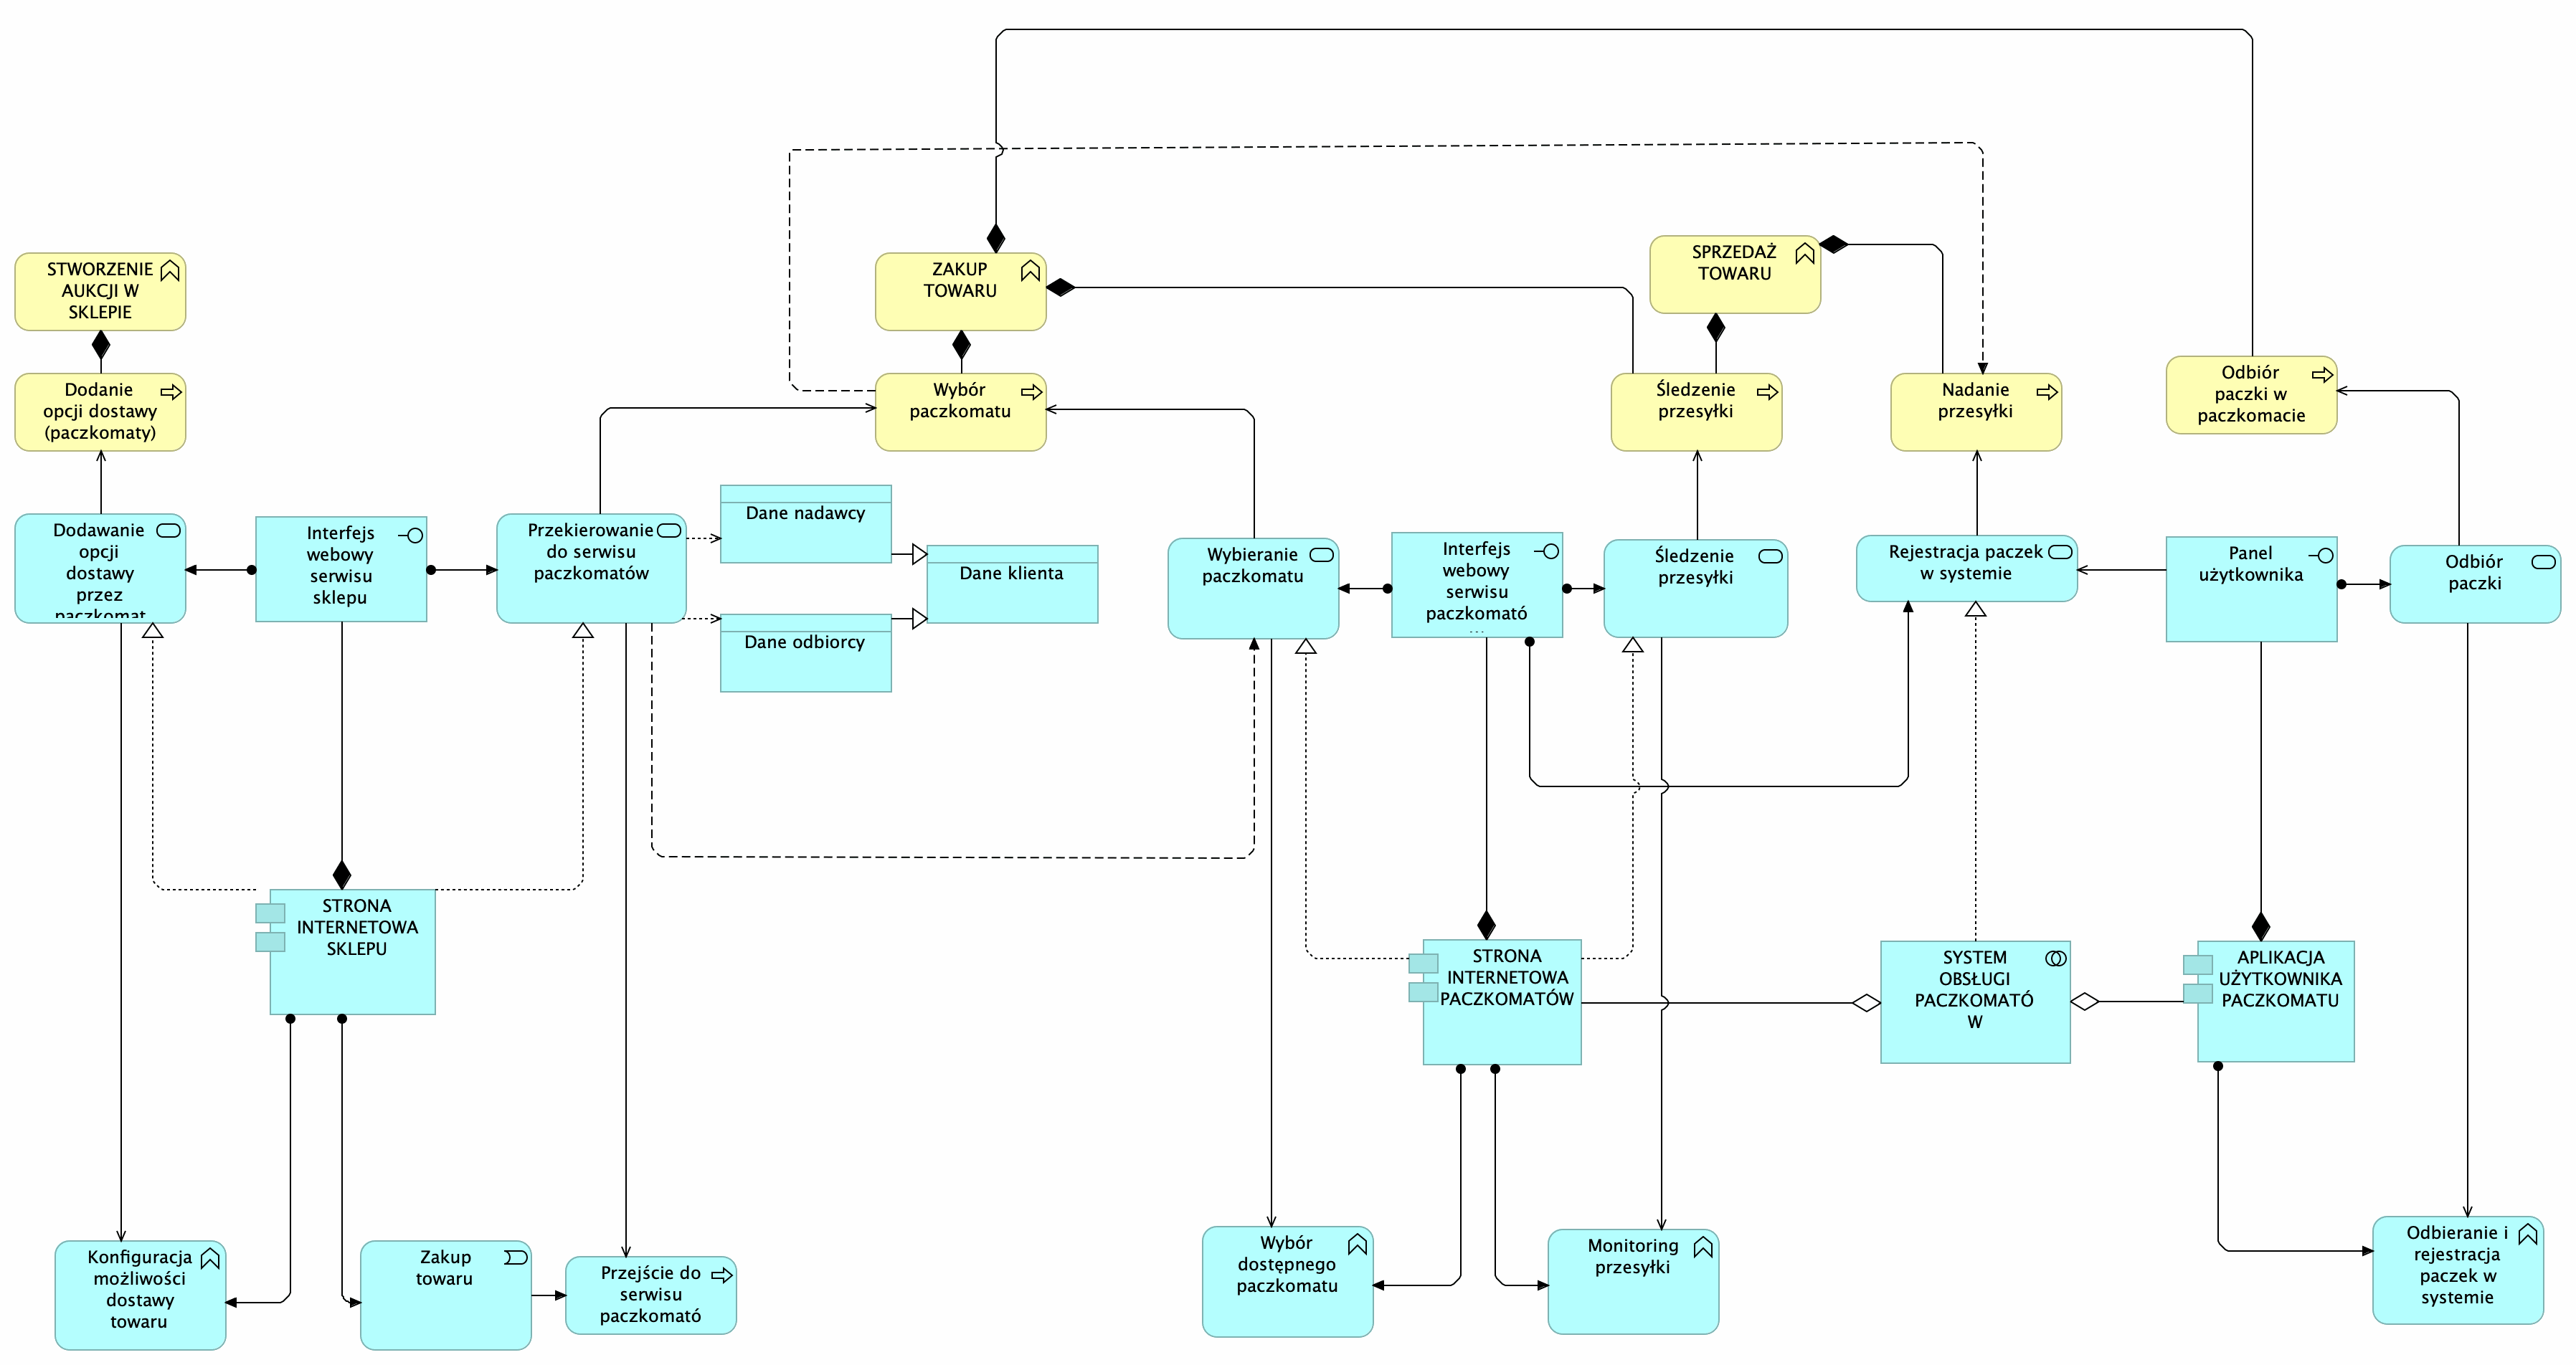 STWORZENIE
AUKCJI W
SKLEPIE
ZAKUP
TOWARU
SPRZEDAŻ
TOWARU
Dodanie
opcji dostawy
(paczkomaty)
Wybór
paczkomatu
Śledzenie
przesyłki
Nadanie
przesyłki
Odbiór
paczki w
paczkomacie
Dodawanie
opcji
dostawy
przez
paczkomat
Interfejs
webowy
serwisu
sklepu
Przekierowanie
do serwisu
paczkomatów
Dane nadawcy
Dane klienta
Dane odbiorcy
Wybieranie
paczkomatu
Interfejs
webowy
serwisu
paczkomató
...
Śledzenie
przesyłki
Rejestracja paczek
w systemie
Panel
użytkownika
Odbiór
paczki
STRONA
INTERNETOWA
SKLEPU
STRONA
INTERNETOWA
PACZKOMATÓW
SYSTEM
OBSŁUGI
PACZKOMATÓ
W
APLIKACJA
UŻYTKOWNIKA
PACZKOMATU
Konfiguracja
możliwości
dostawy
towaru
Zakup
towaru
Przejście do
serwisu
paczkomató
Wybór
dostępnego
paczkomatu
Monitoring
przesyłki
Odbieranie i
rejestracja
paczek w
systemie